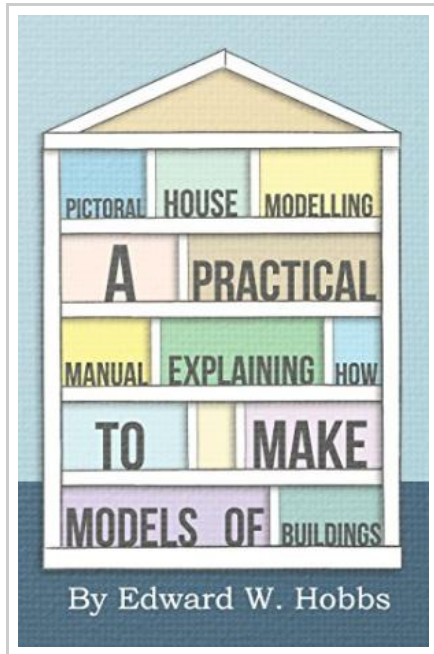 PICTORAL HOUSE MODELLING
A PRACTICAL
MANUAL EXPLAINING HOW
TO MAKE
MODELS OF BUILDINGS
By Edward W. Hobbs